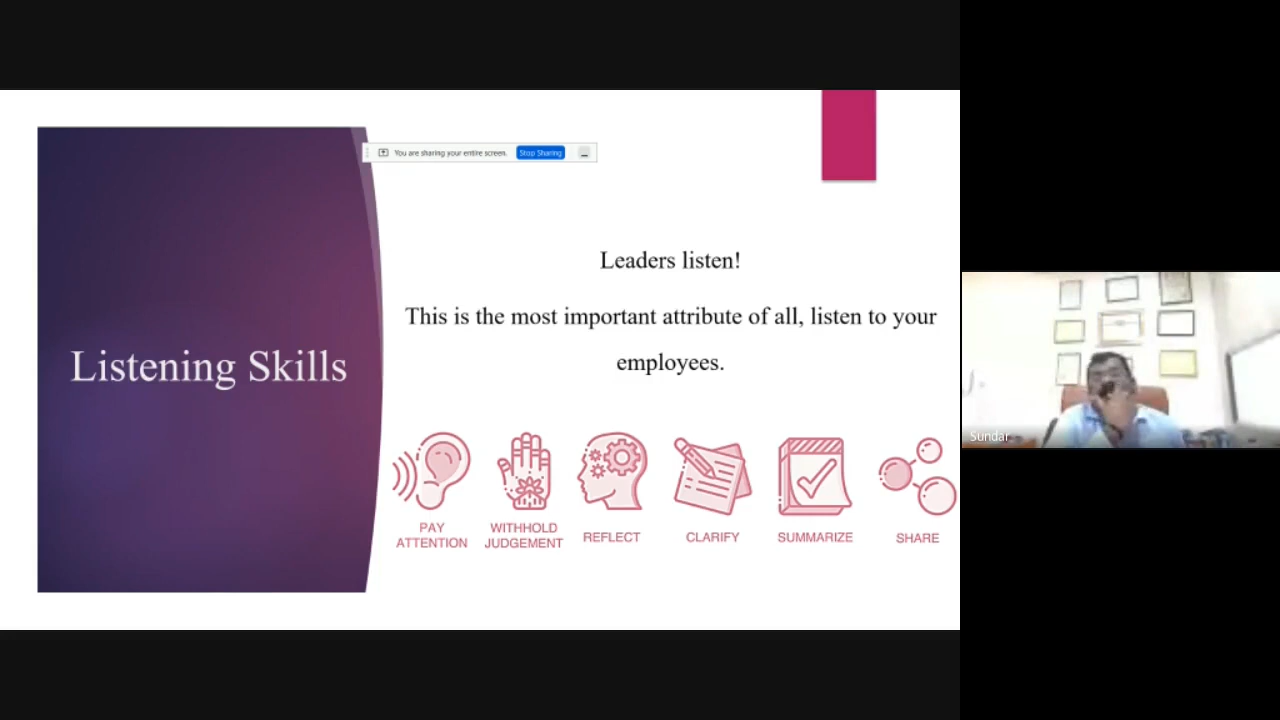 You are sharing your entire screen. Stop Sharing
Leaders listen!
This is the most important attribute of all, listen to your
employees.
Listening Skills
PAY
ATTENTION
WITHHOLD
JUDGEMENT
REFLECT
CLARIFY
SUMMARIZE
SHARE
Sundar